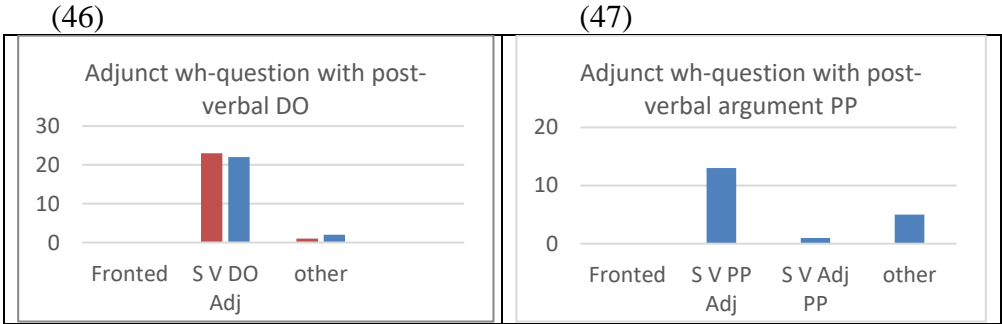 (46)
(47)
Adjunct wh-question with post-
verbal DO
30
20
10
0
Fronted
S V DO
Adj
other
Adjunct wh-question with post-
verbal argument PP
20
10
0
Fronted
S V PP
Adj
S V Adj
PP
other